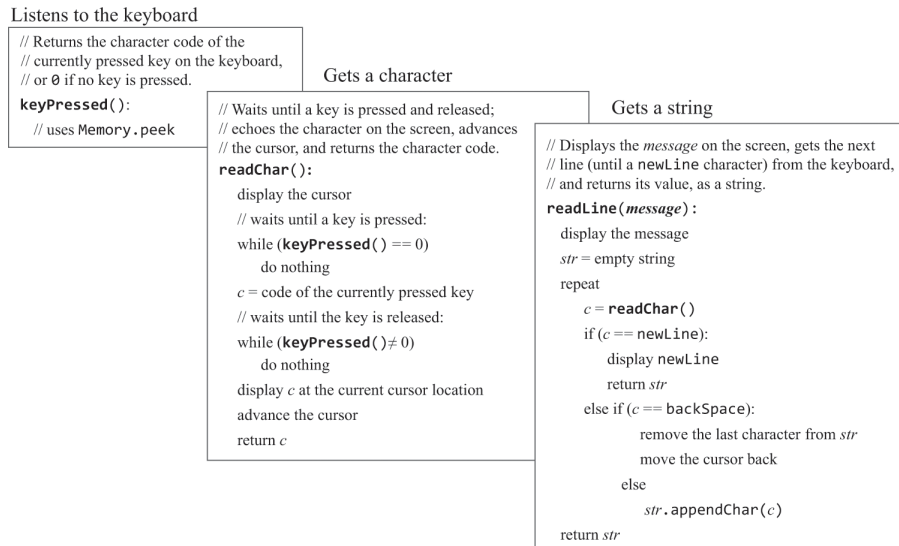 Listens to the keyboard
// Returns the character code of the
// currently pressed key on the keyboard,
// or 0 if no key is pressed.
keyPressed():
// uses Memory.peek
Gets a character
// Waits until a key is pressed and released;
// echoes the character on the screen, advances
// the cursor, and returns the character code.
readChar():
display the cursor
// waits until a key is pressed:
while (keyPressed() == 0)
do nothing
c = code of the currently pressed key
// waits until the key is released:
while (keyPressed() ≠ 0)
do nothing
display c at the current cursor location
advance the cursor
return c
Gets a string
// Displays the message on the screen, gets the next
// line (until a newLine character) from the keyboard,
// and returns its value, as a string.
readLine(message):
display the message
str = empty string
repeat
c = readChar()
if (c == newLine):
display newLine
return str
else if (c == backSpace):
remove the last character from str
move the cursor back
else
str.appendChar(c)
return str